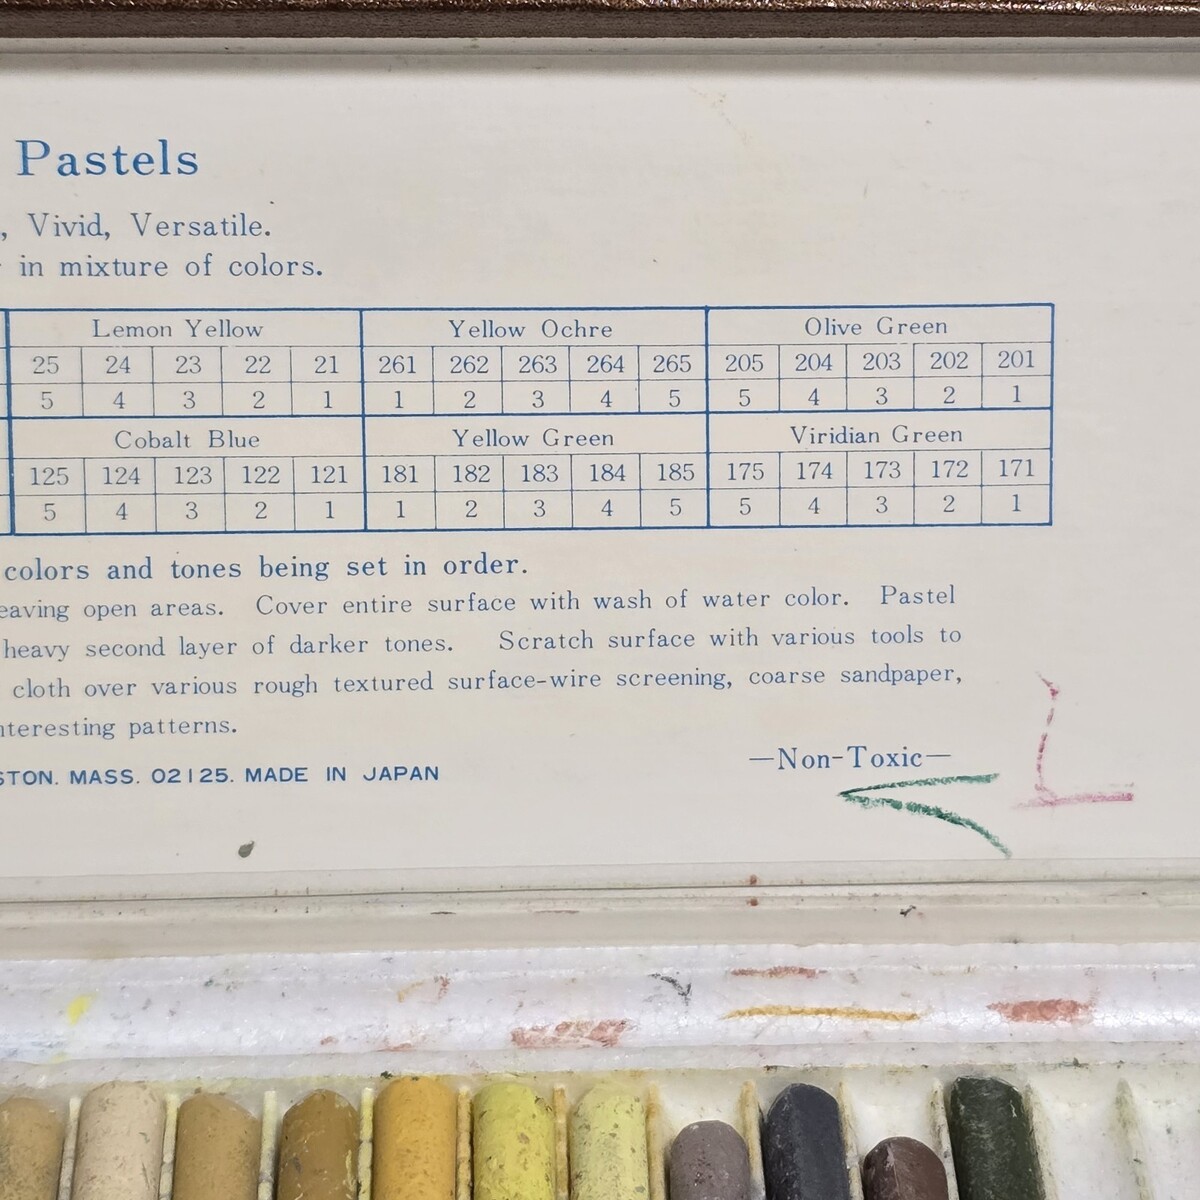 Pastels
, Vivid, Versatile.
in mixture of colors.
Lemon Yellow Yellow Ochre Olive Green
25 24 23 22 21 261 262 263 264 265 205 204 203 202 201
5 4 3 2 1 1 2 3 4 5 5 4 3 2 1
Cobalt Blue Yellow Green Viridian Green
125 124 123 122 121 181 182 183 184 185 175 174 173 172 171
5 4 3 2 1 1 2 3 4 5 5 4 3 2 1
colors and tones being set in order.
eaving open areas. Cover entire surface with wash of water color. Pastel
heavy second layer of darker tones. Scratch surface with various tools to
cloth over various rough textured surface-wire screening, coarse sandpaper,
nteresting patterns.
—Non-Toxic—
STON. MASS. 02125. MADE IN JAPAN